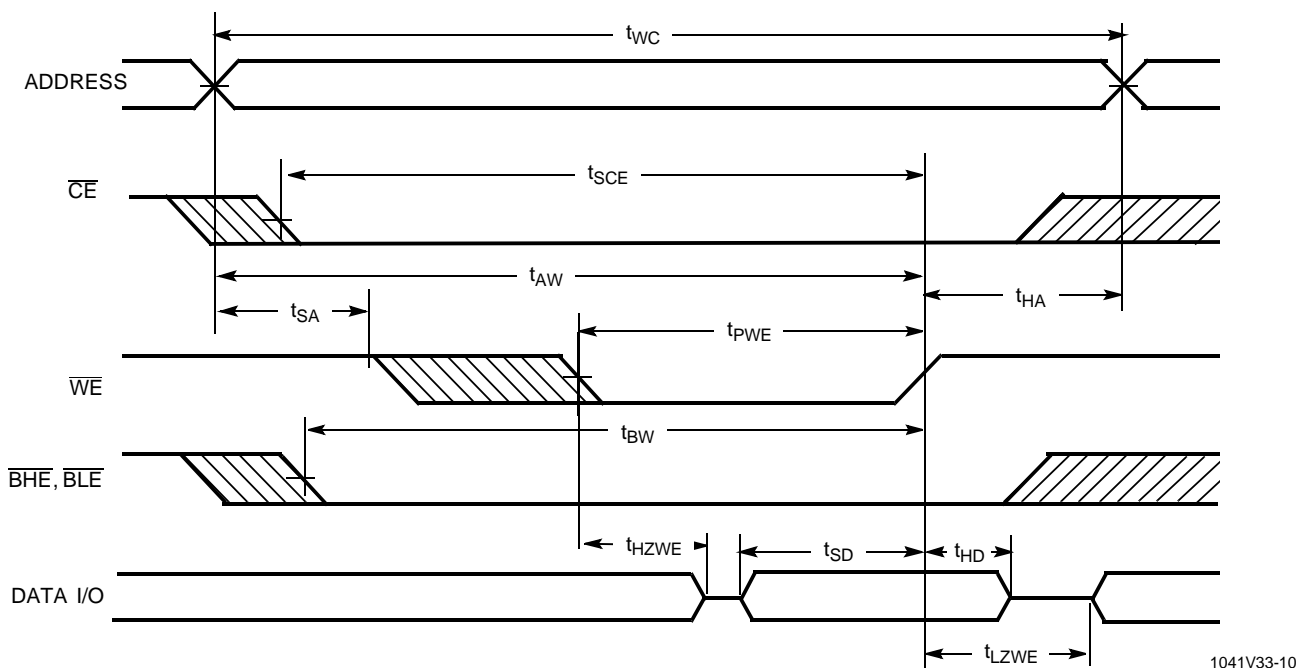 tWC
ADDRESS
tSCE
CE
tAW
tSA
tHA
tPWE
WE
tBW
BHE, BLE
tHZWE
tSD
tHD
DATA I/O
tLZWE
1041V33-10